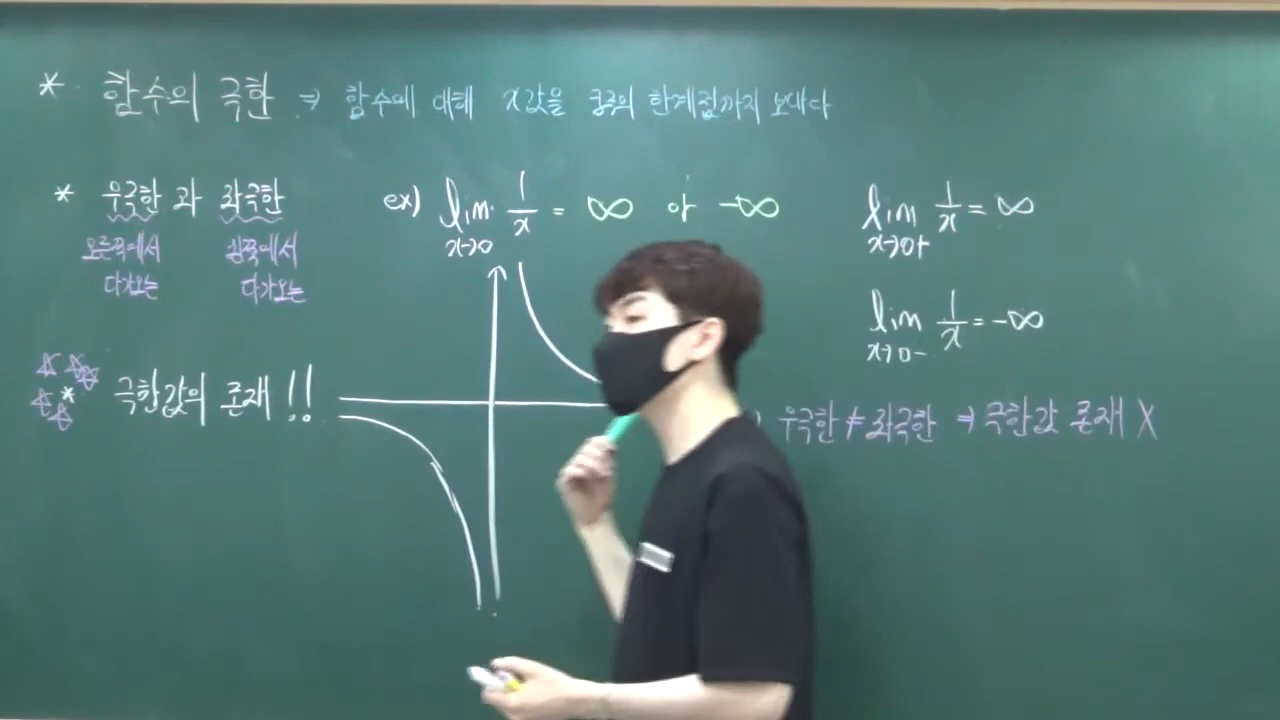 * 함수의 극한 ⇒ 함수에 대해 x값을 궁극의 한계점까지 보내다
* 우극한과 좌극한
오른쪽에서 다가오는
왼쪽에서 다가오는
ex) lim x→0 1/x = ∞ or -∞
lim x→0+ 1/x = ∞
lim x→0- 1/x = -∞
* 극한값의 존재 !!
우극한 ≠ 좌극한 → 극한값 존재 X